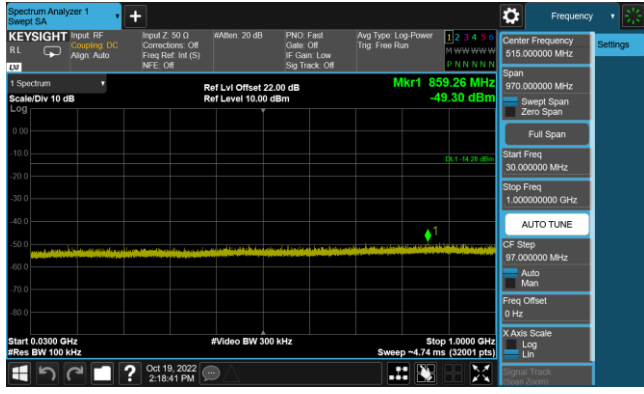 Spectrum Analyzer 1
Swept SA
+
Frequency
KEYSIGHT
RL
LXI
Input: RF
Coupling: DC
Align: Auto
Input Z: 50 Ω
Corrections: Off
Freq Ref: Int (S)
NFE: Off
#Atten: 20 dB
PNO: Fast
Gate: Off
IF Gain: Low
Sig Track: Off
Avg Type: Log-Power
Trig: Free Run
1 2 3 4 5 6
M W W W W W
P N N N N N
1 Spectrum
Scale/Div 10 dB
Log
Ref Lvl Offset 22.00 dB
Ref Level 10.00 dBm
Mkr1 859.26 MHz
-49.30 dBm
0.00
-10.0
-20.0
-30.0
-40.0
-50.0
-60.0
-70.0
-80.0
DL1 -14.28 dBm
1
Start 0.0300 GHz
#Res BW 100 kHz
#Video BW 300 kHz
Stop 1.0000 GHz
Sweep ~4.74 ms (32001 pts)
?
Oct 19, 2022
2:18:41 PM
Center Frequency
515.000000 MHz
Span
970.000000 MHz
Swept Span
Zero Span
Full Span
Start Freq
30.000000 MHz
Stop Freq
1.000000000 GHz
AUTO TUNE
CF Step
97.000000 MHz
Auto
Man
Freq Offset
0 Hz
X Axis Scale
Log
Lin
Signal Track
(Span Zoom)
Settings